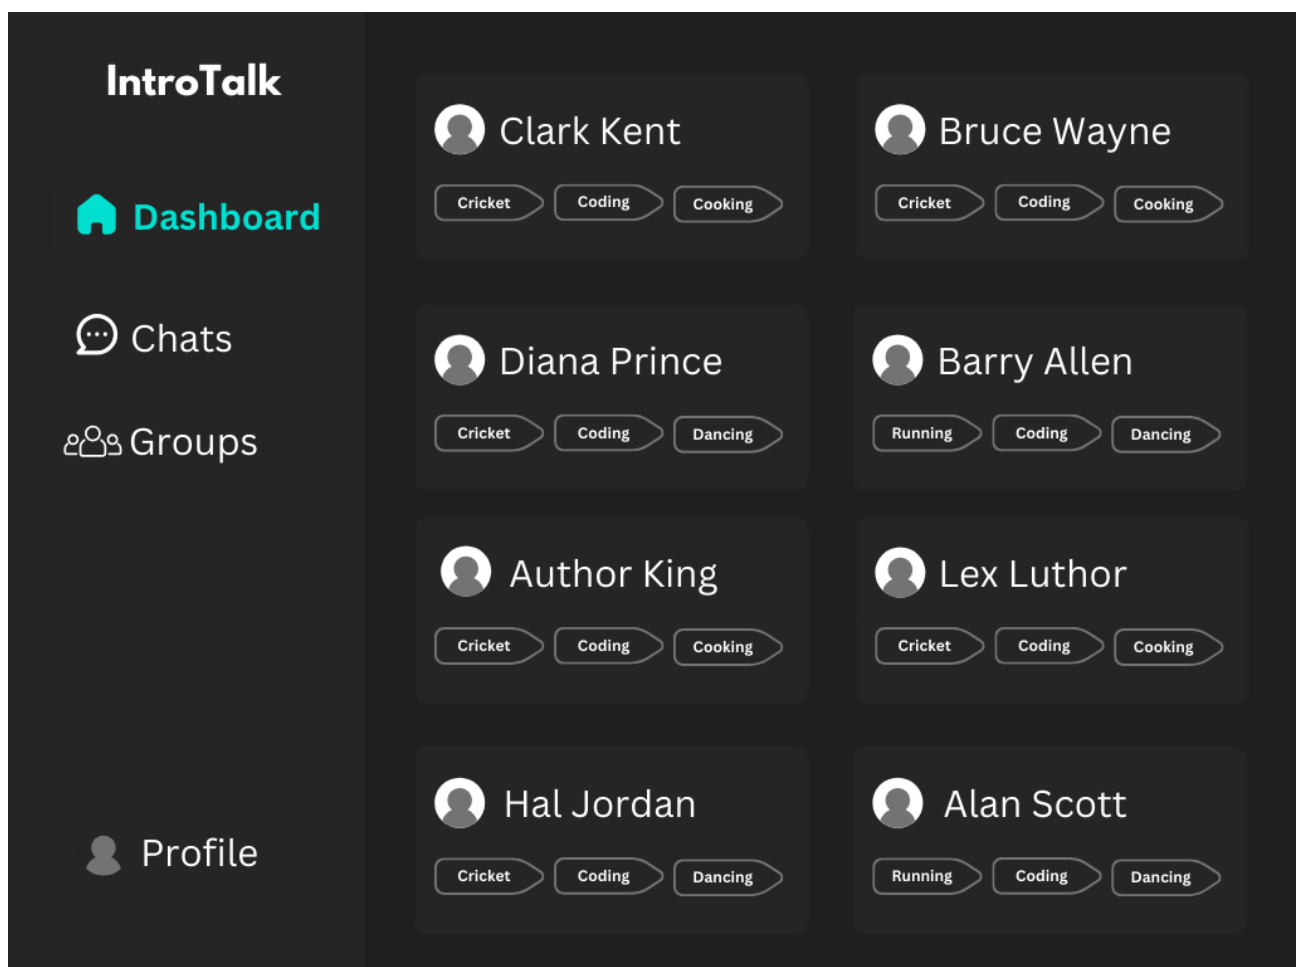 IntroTalk
Dashboard
Chats
Groups
Profile
Clark Kent
Cricket Coding Cooking
Bruce Wayne
Cricket Coding Cooking
Diana Prince
Cricket Coding Dancing
Barry Allen
Running Coding Dancing
Author King
Cricket Coding Cooking
Lex Luthor
Cricket Coding Cooking
Hal Jordan
Cricket Coding Dancing
Alan Scott
Running Coding Dancing